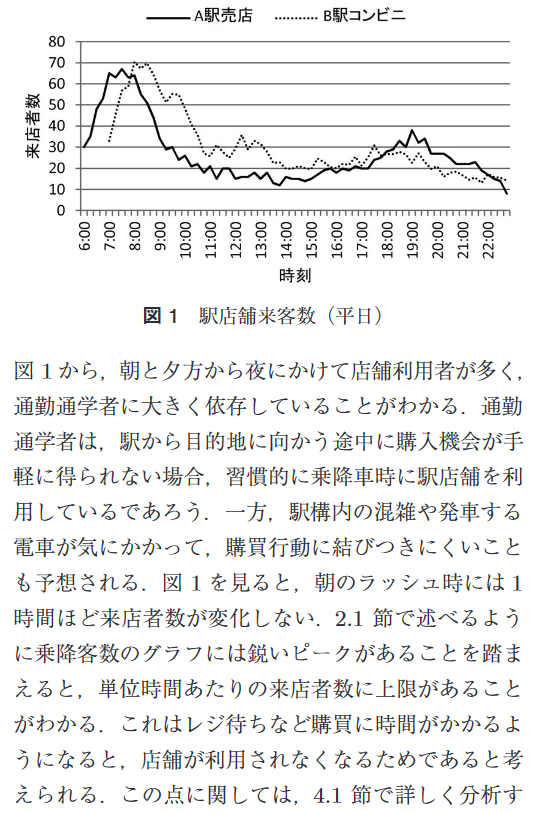 A駅売店 B駅コンビニ
80
70
60
50
40
30
20
10
0
来店者数
6:00 7:00 8:00 9:00 10:00 11:00 12:00 13:00 14:00 15:00 16:00 17:00 18:00 19:00 20:00 21:00 22:00
時刻
図 1 駅店舗来客数（平日）
図 1 から，朝と夕方から夜にかけて店舗利用者が多く，
通勤通学者に大きく依存していることがわかる．通勤
通学者は，駅から目的地に向かう途中に購入機会が手
軽に得られない場合，習慣的に乗降車時に駅店舗を利
用しているであろう．一方，駅構内の混雑や発車する
電車が気にかかって，購買行動に結びつきにくいこと
も予想される．図 1 を見ると，朝のラッシュ時には 1
時間ほど来店者数が変化しない．2.1 節で述べるよう
に乗降客数のグラフには鋭いピークがあることを踏ま
えると，単位時間あたりの来店者数に上限があること
がわかる．これはレジ待ちなど購買に時間がかかるよ
うになると，店舗が利用されなくなるためであると考
えられる．この点に関しては，4.1 節で詳しく分析す